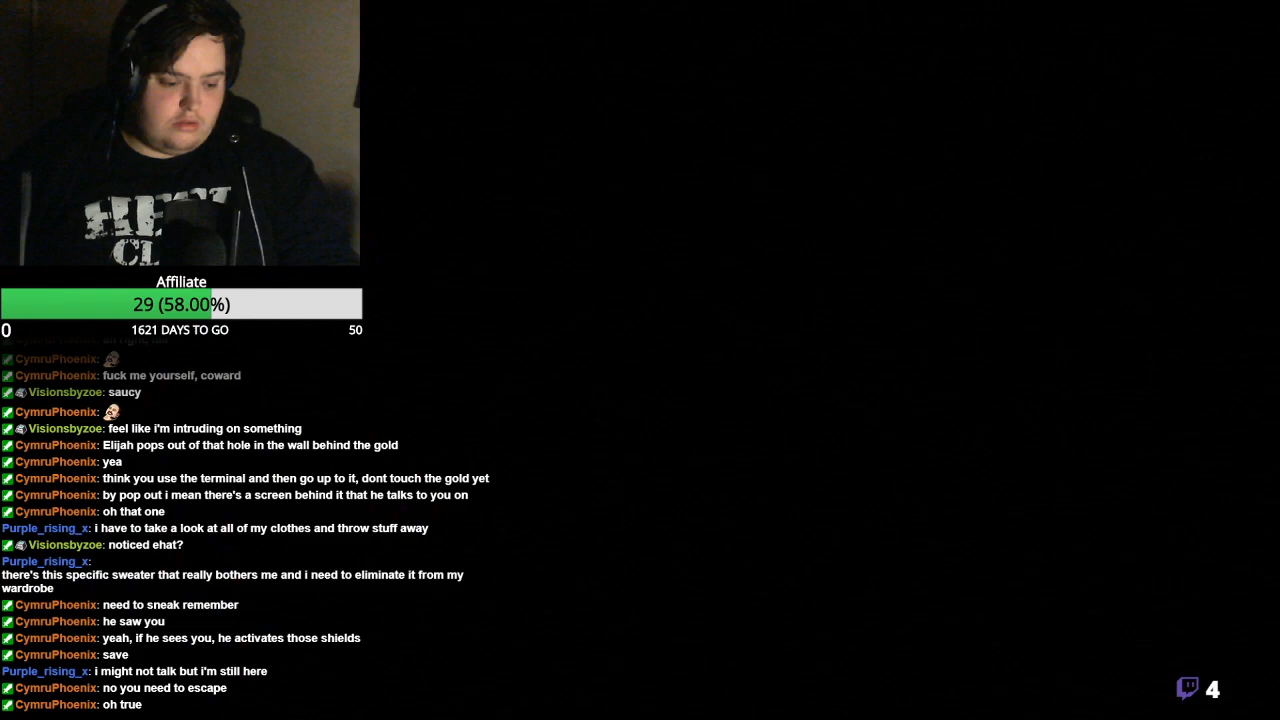 Affiliate
29 (58.00%)
0 1621 DAYS TO GO 50
CymruPhoenix:
CymruPhoenix: fuck me yourself, coward
Visionsbyzoe: saucy
CymruPhoenix:
Visionsbyzoe: feel like i'm intruding on something
CymruPhoenix: Elijah pops out of that hole in the wall behind the gold
CymruPhoenix: yea
CymruPhoenix: think you use the terminal and then go up to it, dont touch the gold yet
CymruPhoenix: by pop out i mean there's a screen behind it that he talks to you on
CymruPhoenix: oh that one
Purple_rising_x: i have to take a look at all of my clothes and throw stuff away
Visionsbyzoe: noticed ehat?
Purple_rising_x:
there's this specific sweater that really bothers me and i need to eliminate it from my
wardrobe
CymruPhoenix: need to sneak remember
CymruPhoenix: he saw you
CymruPhoenix: yeah, if he sees you, he activates those shields
CymruPhoenix: save
Purple_rising_x: i might not talk but i'm still here
CymruPhoenix: no you need to escape
CymruPhoenix: oh true
4